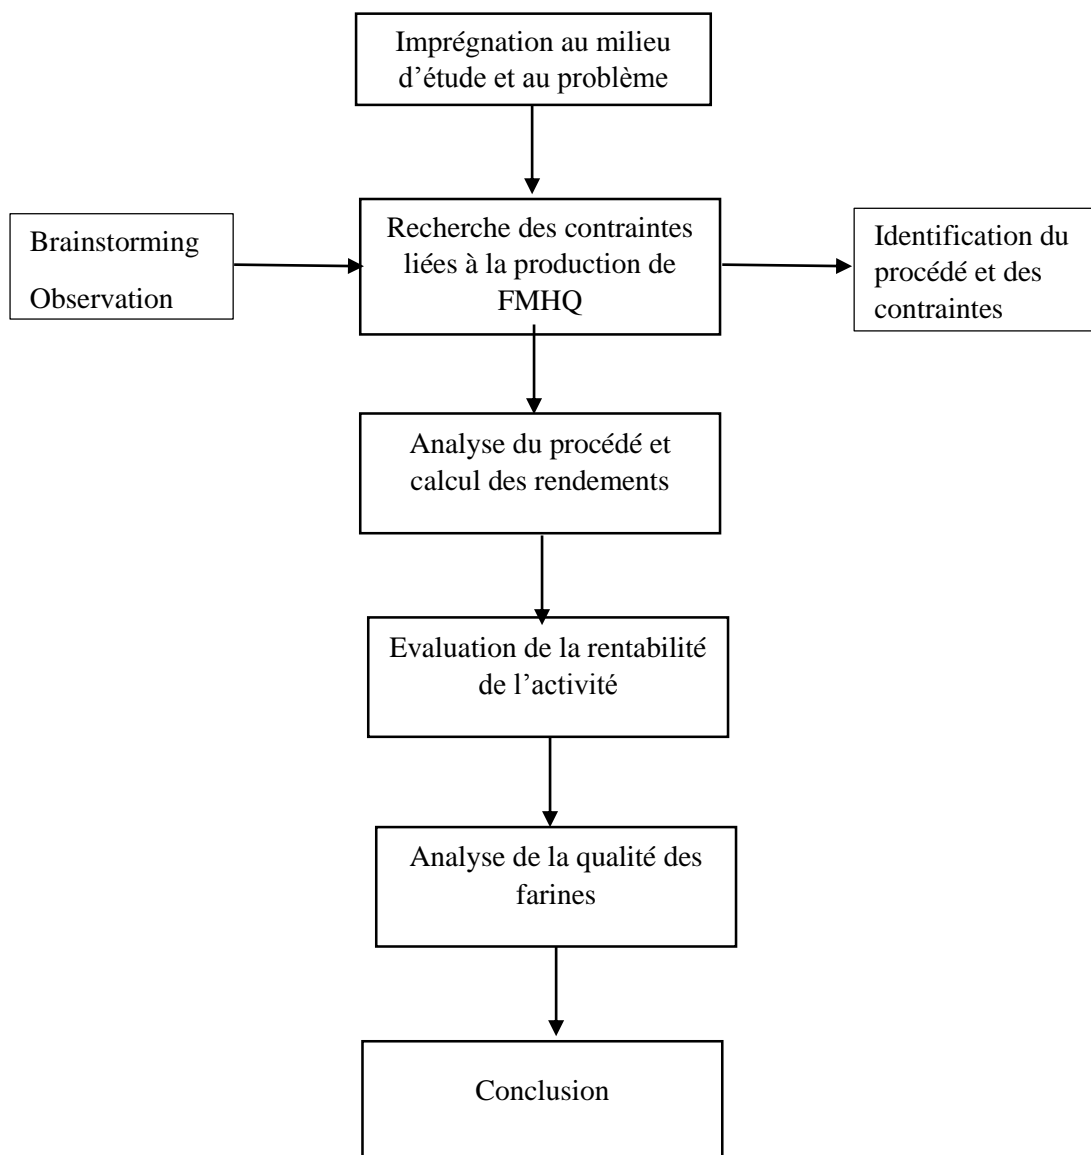 Imprégnation au milieu
d’étude et au problème
Brainstorming
Observation
Recherche des contraintes
liées à la production de
FMHQ
Identification du
procédé et des
contraintes
Analyse du procédé et
calcul des rendements
Evaluation de la rentabilité
de l’activité
Analyse de la qualité des
farines
Conclusion